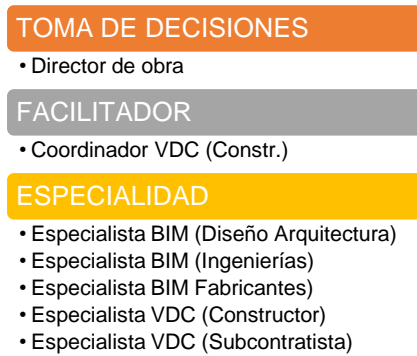 TOMA DE DECISIONES
• Director de obra
FACILITADOR
• Coordinador VDC (Constr.)
ESPECIALIDAD
• Especialista BIM (Diseño Arquitectura)
• Especialista BIM (Ingenierías)
• Especialista BIM Fabricantes)
• Especialista VDC (Constructor)
• Especialista VDC (Subcontratista)